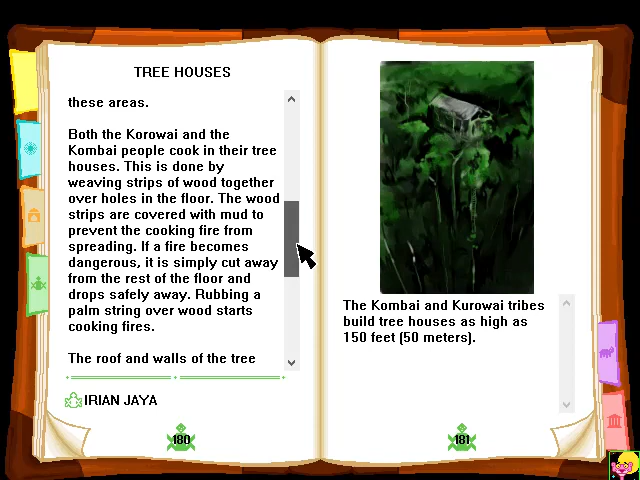 TREE HOUSES
these areas.
Both the Korowai and the
Kombai people cook in their tree
houses. This is done by
weaving strips of wood together
over holes in the floor. The wood
strips are covered with mud to
prevent the cooking fire from
spreading. If a fire becomes
dangerous, it is simply cut away
from the rest of the floor and
drops safely away. Rubbing a
palm string over wood starts
cooking fires.
The roof and walls of the tree
IRIAN JAYA
180
The Kombai and Kurowai tribes
build tree houses as high as
150 feet (50 meters).
181